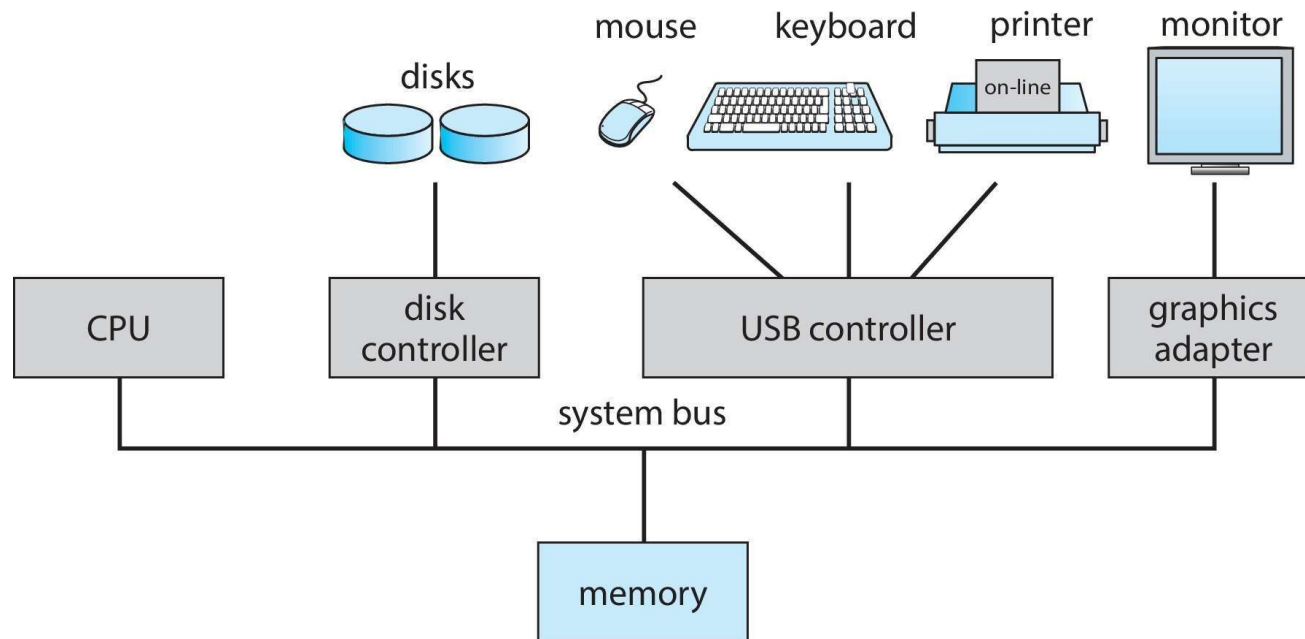 mouse
keyboard
printer
monitor
disks
on-line
CPU
disk
controller
USB controller
graphics
adapter
system bus
memory